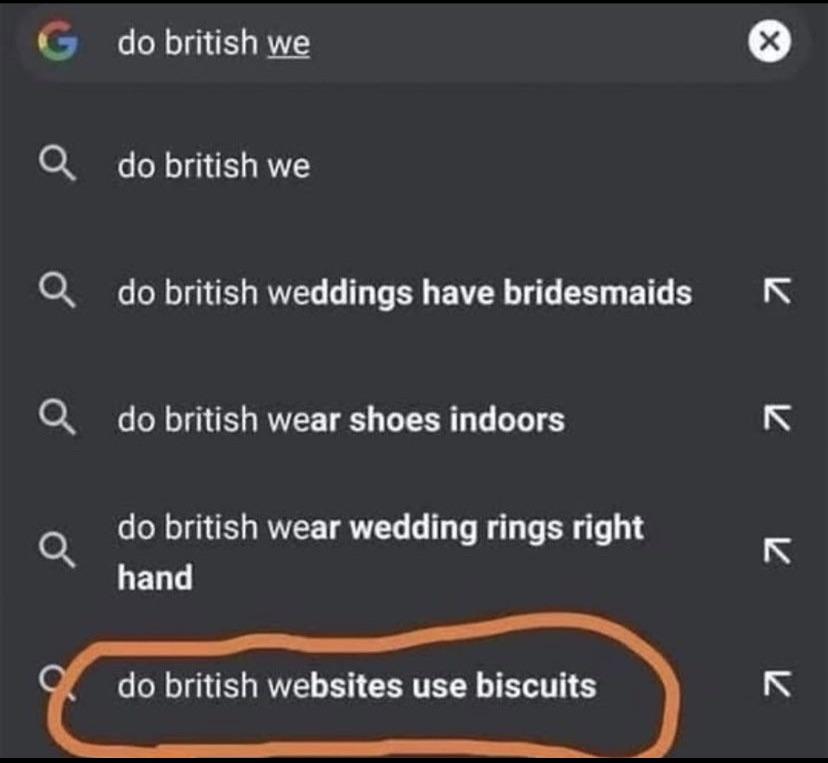 do british we
do british we
do british weddings have bridesmaids
do british wear shoes indoors
do british wear wedding rings right
hand
do british websites use biscuits